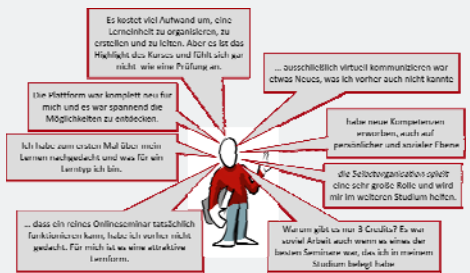 Es kostet viel Aufwand um, eine
Lerneinheit zu organisieren, zu
erstellen und zu leiten. Aber es ist das
Highlight des Kurses und fühlt sich gar
nicht wie eine Prüfung an.
... ausschließlich virtuell kommunizieren war
etwas Neues, was ich vorher auch nicht kannte
Die Plattform war komplett neu für
mich und es war spannend die
Möglichkeiten zu entdecken.
habe neue Kompetenzen
erworben, auch auf
persönlicher und sozialer Ebene
Ich habe zum ersten Mal über mein
Lernen nachgedacht und was für ein
Lerntyp ich bin.
die Selbstorganisation spielt
eine sehr große Rolle und wird
mir im weiteren Studium helfen.
... dass ein reines Onlineseminar tatsächlich
funktionieren kann, habe ich vorher nicht
gedacht. Für mich ist es eine attraktive
Lernform.
Warum gibt es nur 3 Credits? Es war
soviel Arbeit auch wenn es eines der
besten Seminare war, das ich in meinem
Studium belegt habe